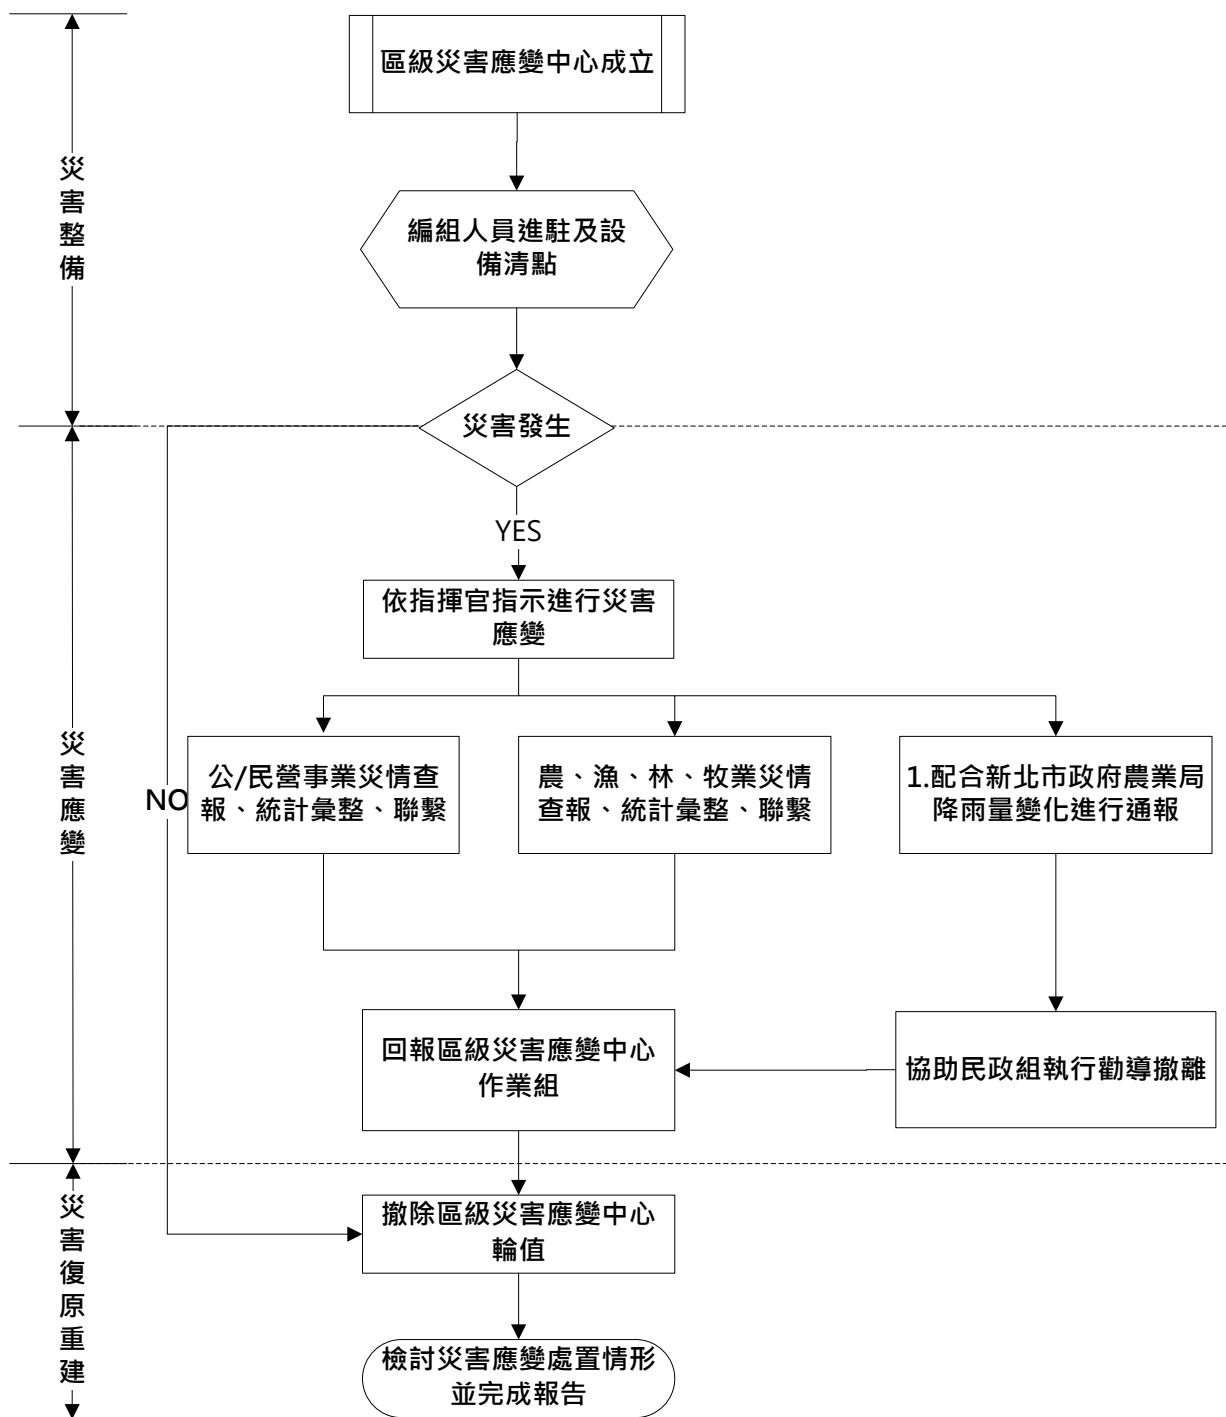 區級災害應變中心成立
災害整備
編組人員進駐及設
備清點
災害發生
YES
依指揮官指示進行災害
應變
災害應變
NO
公/民營事業災情查
報、統計彙整、聯繫
農、漁、林、牧業災情
查報、統計彙整、聯繫
1.配合新北市政府農業局
降雨量變化進行通報
回報區級災害應變中心
作業組
協助民政組執行勸導撤離
災害復原重建
撤除區級災害應變中心
輪值
檢討災害應變處置情形
並完成報告